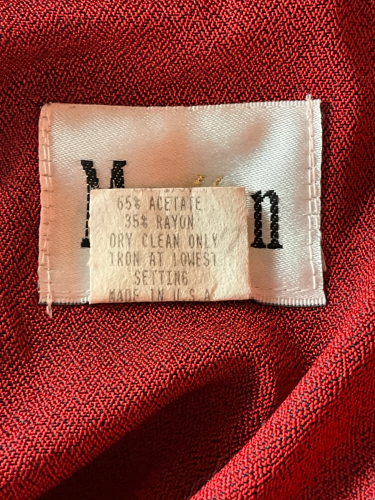 65% ACETATE
35% RAYON
DRY CLEAN ONLY
IRON AT LOWEST
SETTING
MADE IN U.S.A